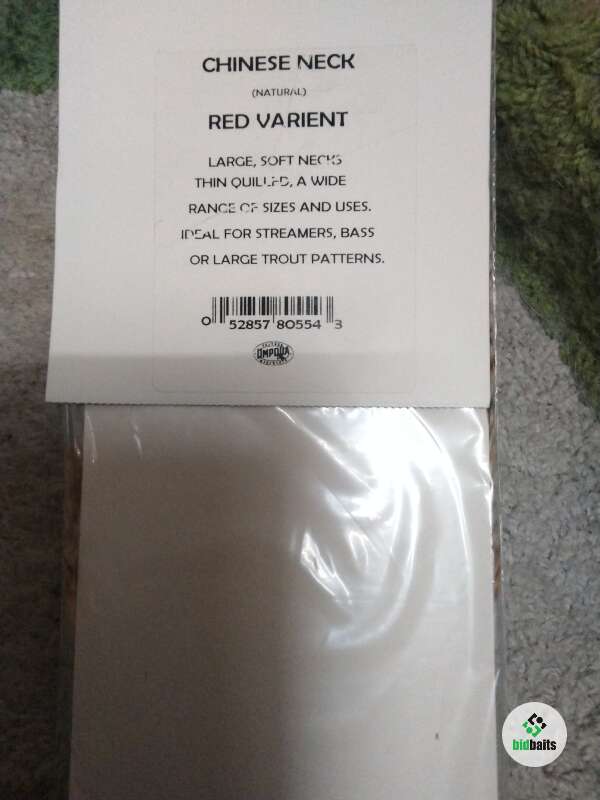 CHINESE NECK
(NATURAL)
RED VARIENT
LARGE, SOFT NECKS
THIN QUILLED, A WIDE
RANGE OF SIZES AND USES.
IDEAL FOR STREAMERS, BASS
OR LARGE TROUT PATTERNS.
0 52857 80554 3
bidbaits